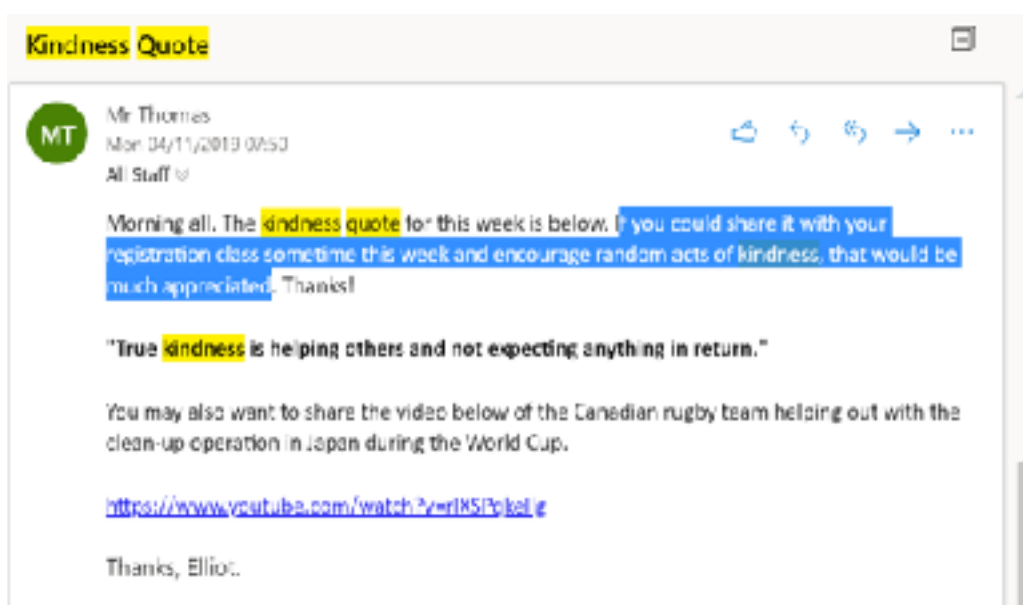 Kindness Quote
MT
Mr Thomas
Mon 04/11/2019 07:50
All Staff
Morning all. The kindness quote for this week is below. If you could share it with your
registration class sometime this week and encourage random acts of kindness, that would be
much appreciated. Thanks!
"True kindness is helping others and not expecting anything in return."
You may also want to share the video below of the Canadian rugby team helping out with the
clean-up operation in Japan during the World Cup.
Thanks, Elliot.